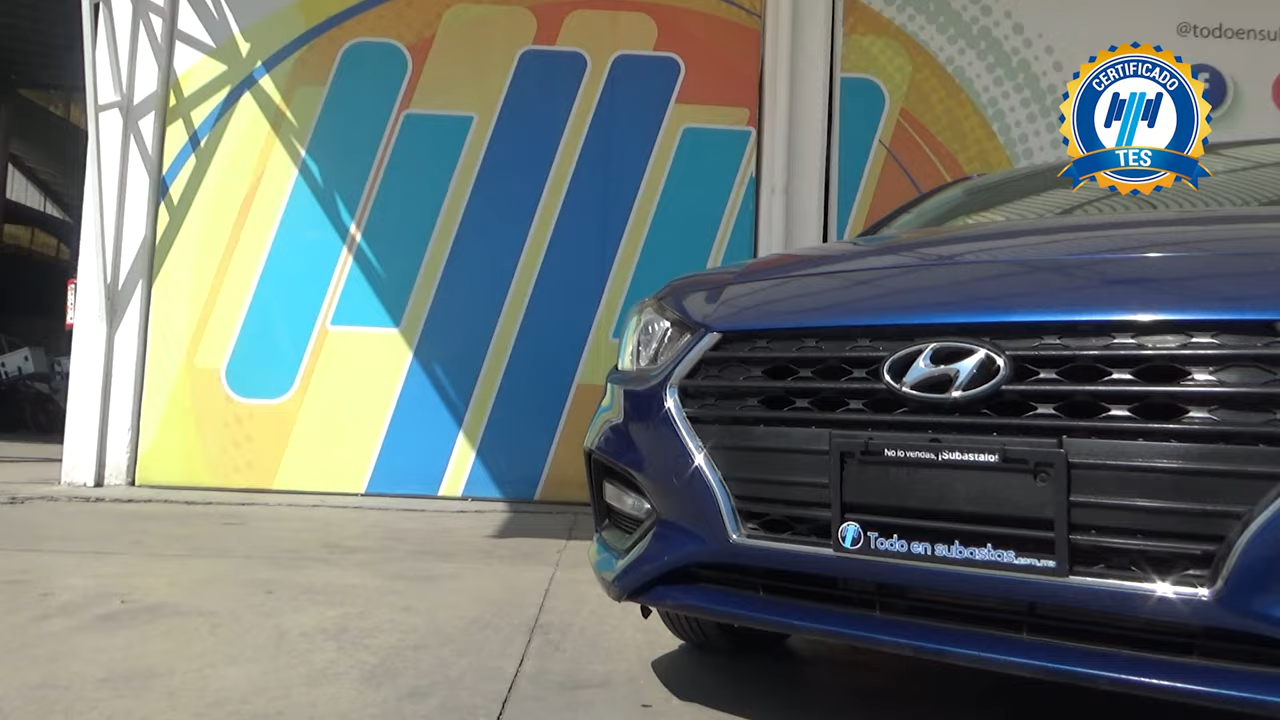 @todoensu
CERTIFICADO
TES
No lo vendas, ¡Subastalo!
Todo en subastas.com.mx